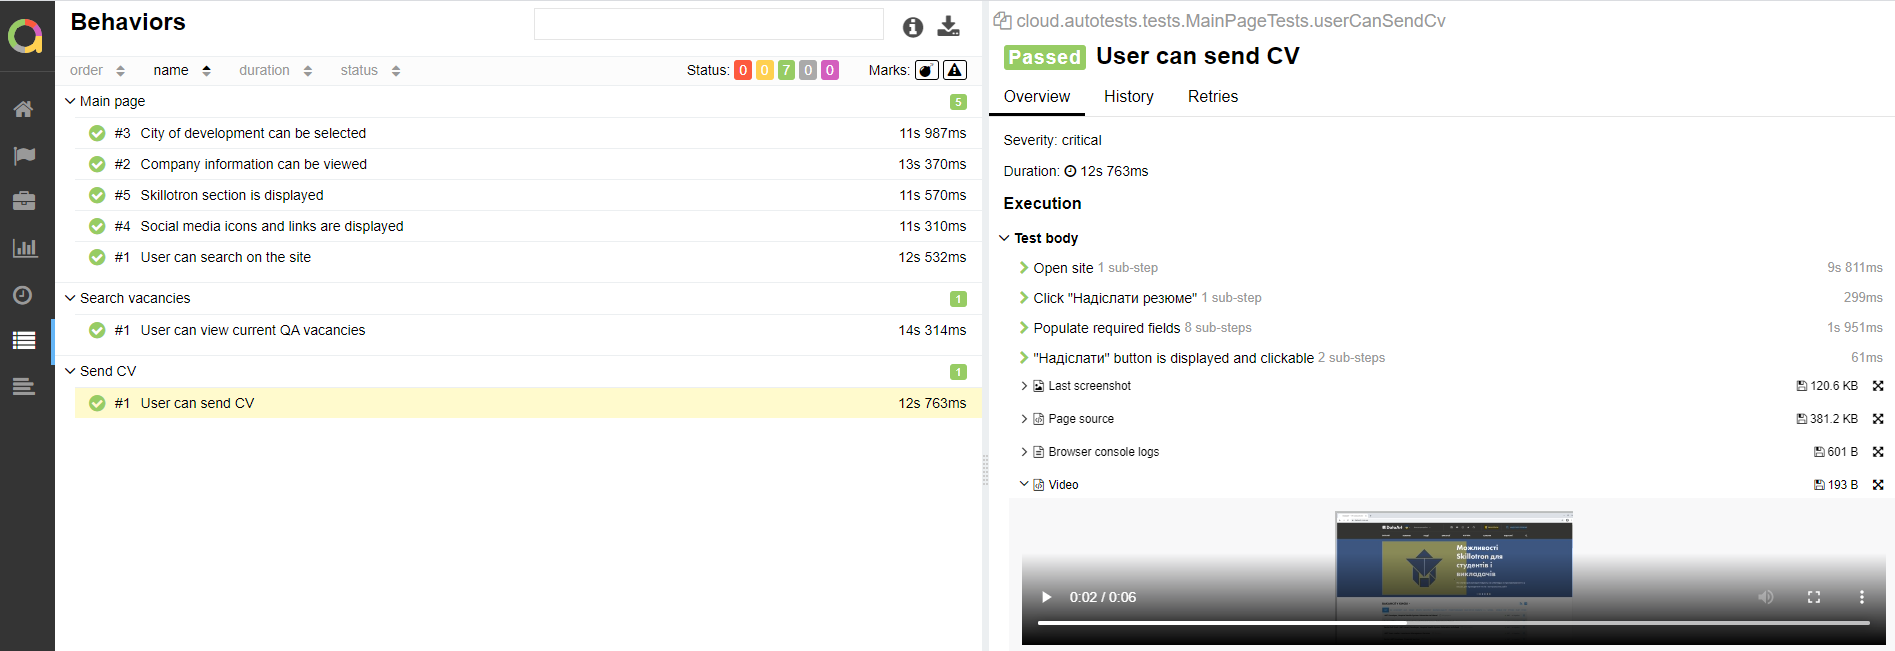 Behaviors
order name duration status
Status: 0 0 7 0 0 Marks:
Main page 5
#3 City of development can be selected 11s 987ms
#2 Company information can be viewed 13s 370ms
#5 Skillotron section is displayed 11s 570ms
#4 Social media icons and links are displayed 11s 310ms
#1 User can search on the site 12s 532ms
Search vacancies 1
#1 User can view current QA vacancies 14s 314ms
Send CV 1
#1 User can send CV 12s 763ms
cloud.autotests.tests.MainPageTests.userCanSendCv
Passed User can send CV
Overview History Retries
Severity: critical
Duration: 12s 763ms
Execution
Test body
Open site 1 sub-step 9s 811ms
Click "Надіслати резюме" 1 sub-step 299ms
Populate required fields 8 sub-steps 1s 951ms
"Надіслати" button is displayed and clickable 2 sub-steps 61ms
Last screenshot 120.6 KB
Page source 381.2 KB
Browser console logs 601 B
Video 193 B
DataArt
Можливості
Skillotron для
студентів і
викладачів
0:02 / 0:06